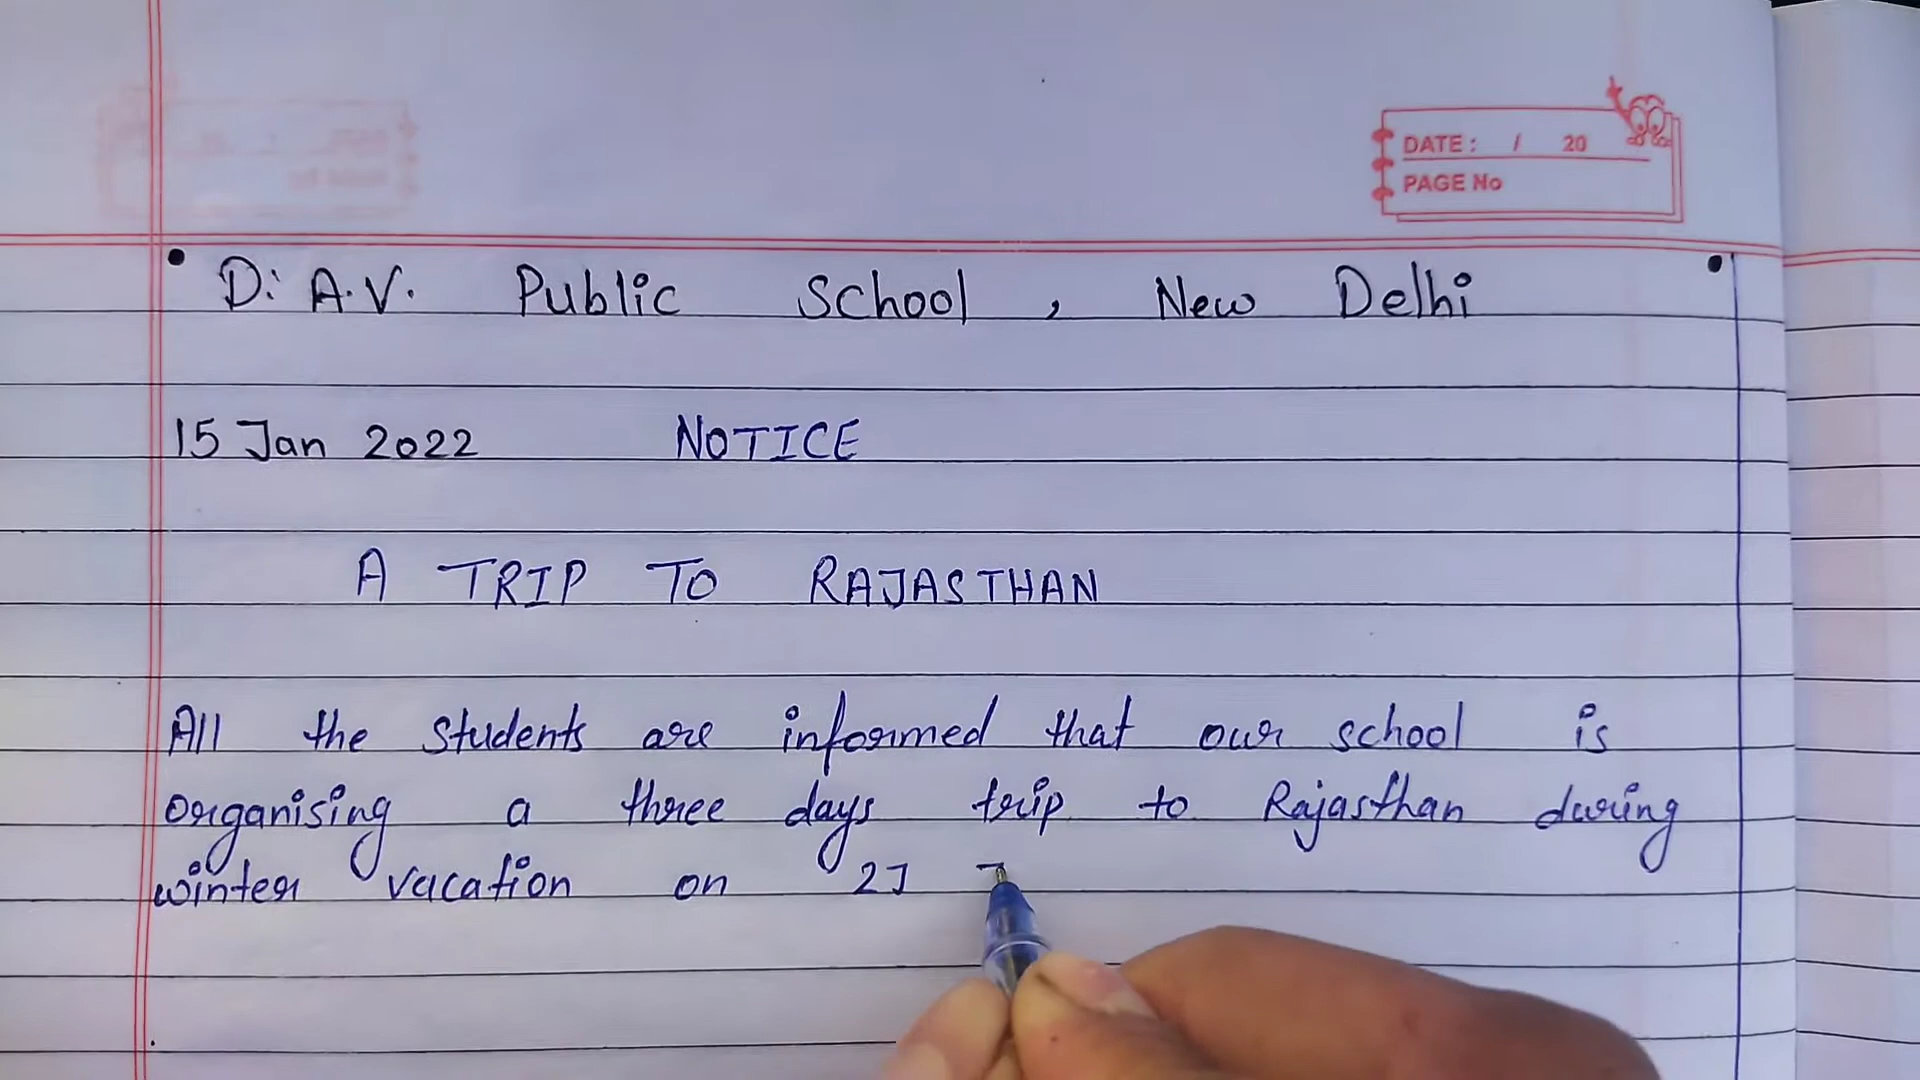 DATE: / 20
PAGE No
D. A.V. Public School, New Delhi
15 Jan 2022 NOTICE
A TRIP TO RAJASTHAN
All the students are informed that our school is
organising a three days trip to Rajasthan during
winter vacation on